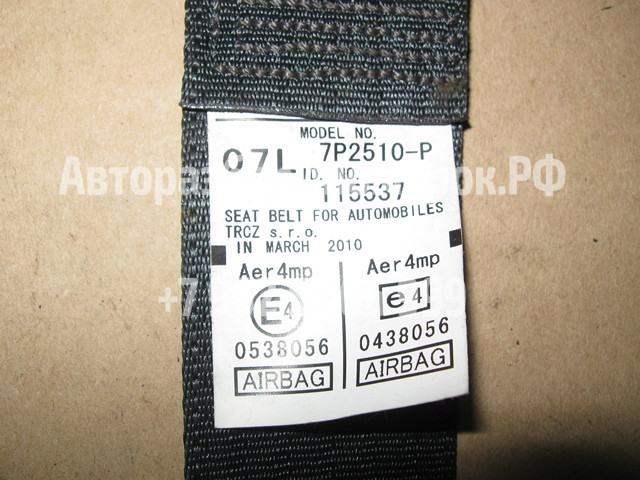 MODEL NO.
07L 7P2510-P
ID. NO.
115537
SEAT BELT FOR AUTOMOBILES
TRCZ s.r.o.
IN MARCH 2010
Aer4mp Aer4mp
E4 e4
0538056 0438056
AIRBAG AIRBAG